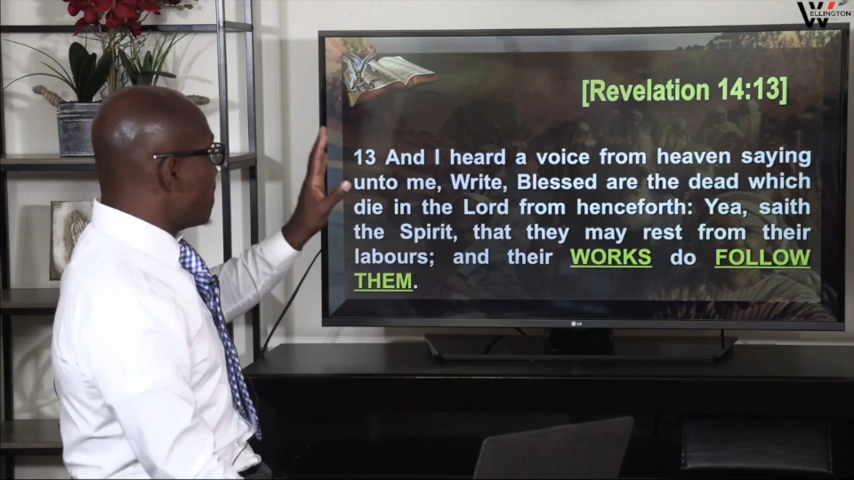 WELLINGTON
[Revelation 14:13]
13 And I heard a voice from heaven saying
unto me, Write, Blessed are the dead which
die in the Lord from henceforth: Yea, saith
the Spirit, that they may rest from their
labours; and their WORKS do FOLLOW
THEM.
LG